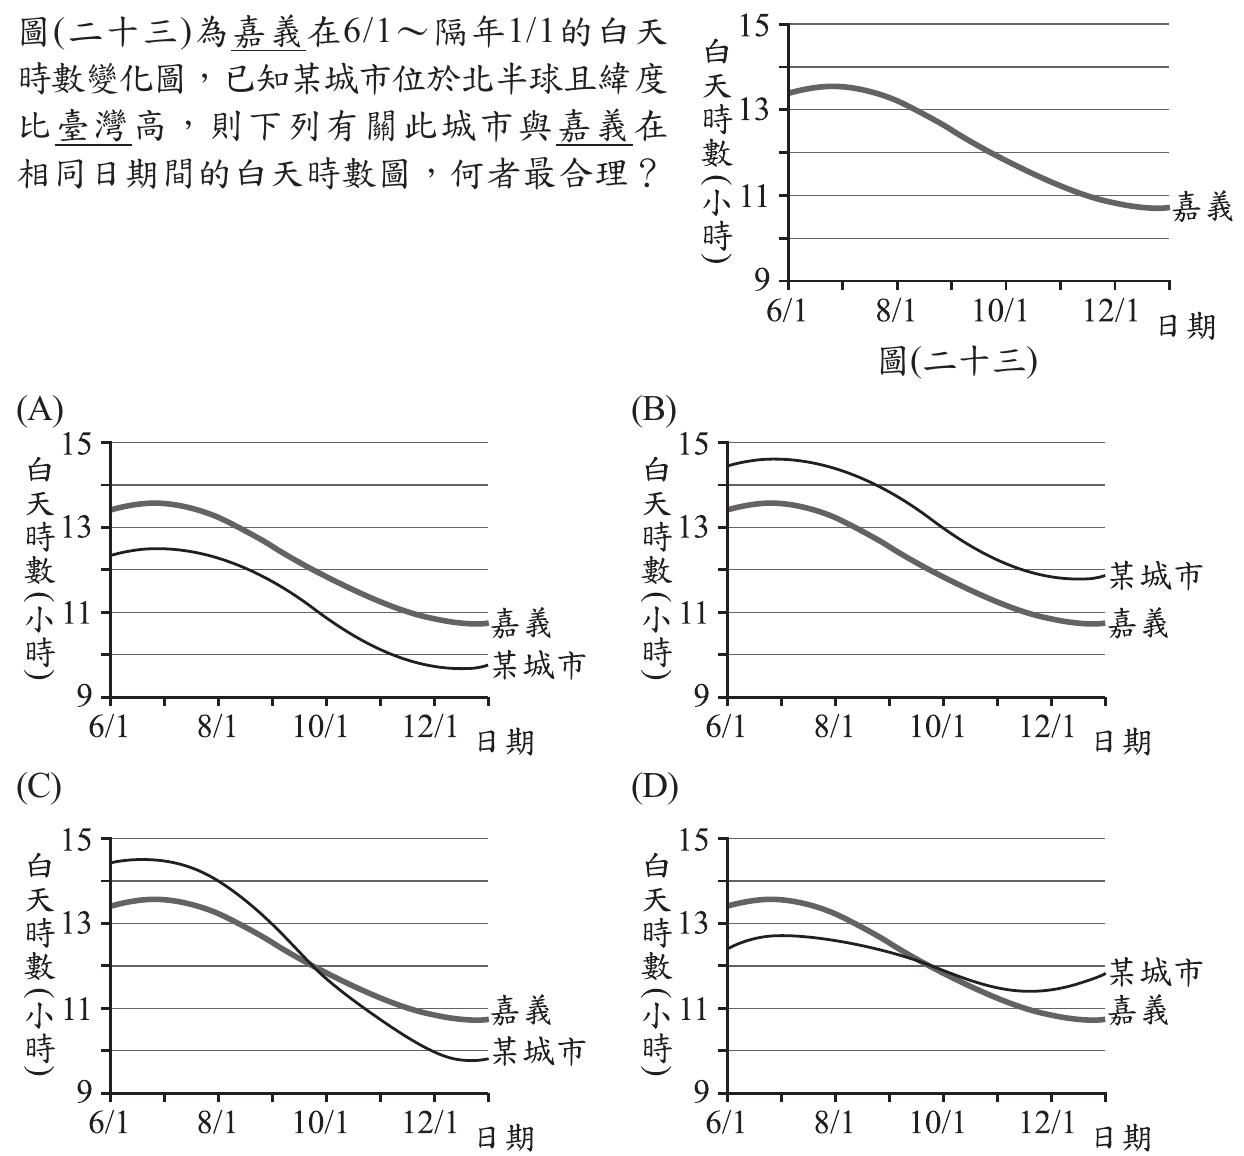 圖(二十三)為嘉義在6/1～隔年1/1的白天
時數變化圖，已知某城市位於北半球且緯度
比臺灣高，則下列有關此城市與嘉義在
相同日期間的白天時數圖，何者最合理？
白天時數(小時)
15
13
11
9
嘉義
6/1 8/1 10/1 12/1
日期
圖(二十三)
(A)
白天時數(小時)
15
13
11
9
嘉義
某城市
6/1 8/1 10/1 12/1
日期
(B)
白天時數(小時)
15
13
11
9
某城市
嘉義
6/1 8/1 10/1 12/1
日期
(C)
白天時數(小時)
15
13
11
9
嘉義
某城市
6/1 8/1 10/1 12/1
日期
(D)
白天時數(小時)
15
13
11
9
某城市
嘉義
6/1 8/1 10/1 12/1
日期